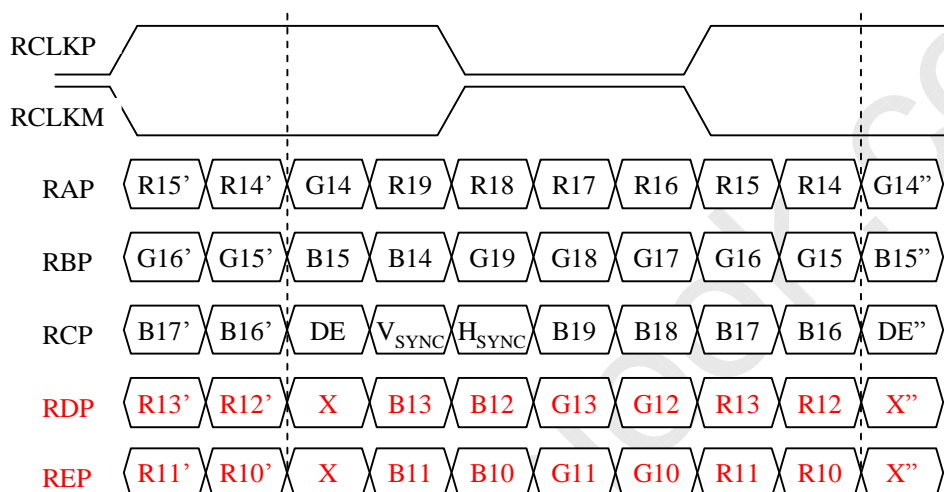 RCLKP
RCLKM
RAP R15’ R14’ G14 R19 R18 R17 R16 R15 R14 G14”
RBP G16’ G15’ B15 B14 G19 G18 G17 G16 G15 B15”
RCP B17’ B16’ DE V_SYNC H_SYNC B19 B18 B17 B16 DE”
RDP R13’ R12’ X B13 B12 G13 G12 R13 R12 X”
REP R11’ R10’ X B11 B10 G11 G10 R11 R10 X”